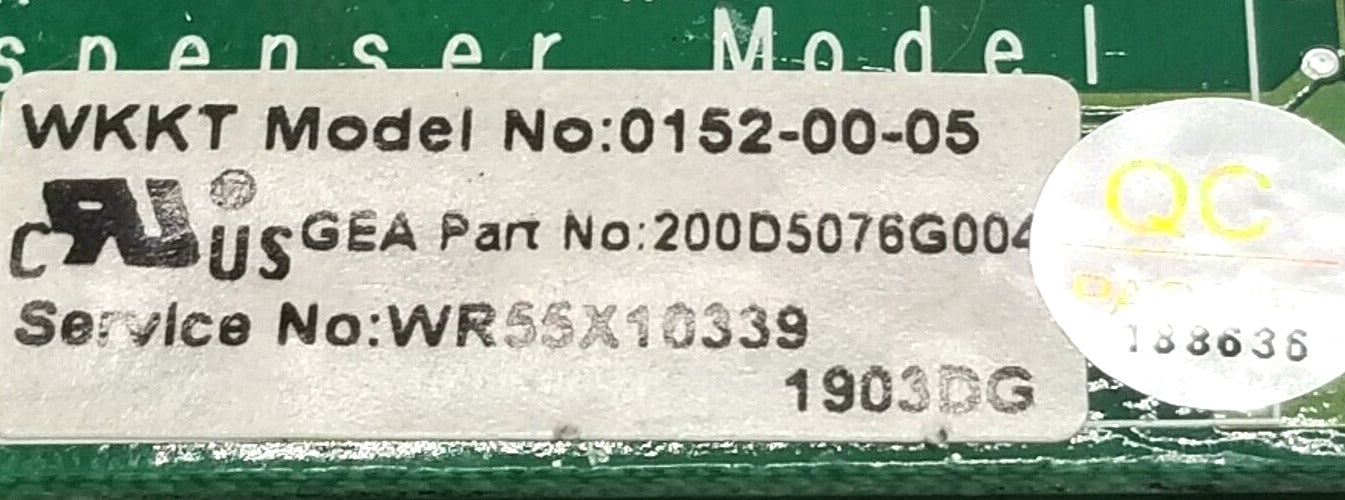 spenser Model
WKKT Model No:0152-00-05
c RU US GEA Part No:200D5076G004
Service No:WR55X10339
1903DG
QC
188636